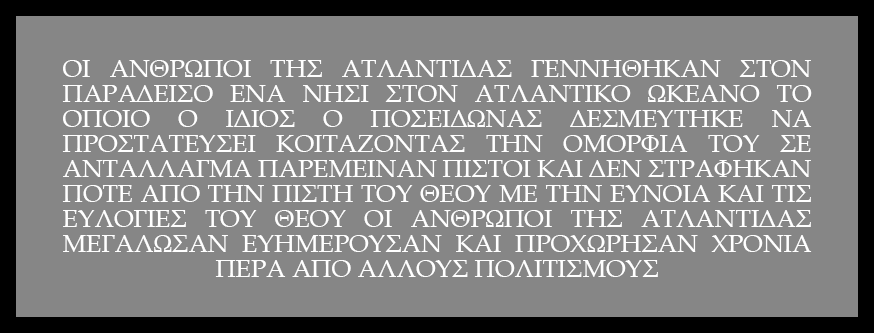 ΟΙ ΑΝΘΡΩΠΟΙ ΤΗΣ ΑΤΛΑΝΤΙΔΑΣ ΓΕΝΝΗΘΗΚΑΝ ΣΤΟΝ
ΠΑΡΑΔΕΙΣΟ ΕΝΑ ΝΗΣΙ ΣΤΟΝ ΑΤΛΑΝΤΙΚΟ ΩΚΕΑΝΟ ΤΟ
ΟΠΟΙΟ Ο ΙΔΙΟΣ Ο ΠΟΣΕΙΔΩΝΑΣ ΔΕΣΜΕΥΤΗΚΕ ΝΑ
ΠΡΟΣΤΑΤΕΥΣΕΙ ΚΟΙΤΑΖΟΝΤΑΣ ΤΗΝ ΟΜΟΡΦΙΑ ΤΟΥ ΣΕ
ΑΝΤΑΛΛΑΓΜΑ ΠΑΡΕΜΕΙΝΑΝ ΠΙΣΤΟΙ ΚΑΙ ΔΕΝ ΣΤΡΑΦΗΚΑΝ
ΠΟΤΕ ΑΠΟ ΤΗΝ ΠΙΣΤΗ ΤΟΥ ΘΕΟΥ ΜΕ ΤΗΝ ΕΥΝΟΙΑ ΚΑΙ ΤΙΣ
ΕΥΛΟΓΙΕΣ ΤΟΥ ΘΕΟΥ ΟΙ ΑΝΘΡΩΠΟΙ ΤΗΣ ΑΤΛΑΝΤΙΔΑΣ
ΜΕΓΑΛΩΣΑΝ ΕΥΗΜΕΡΟΥΣΑΝ ΚΑΙ ΠΡΟΧΩΡΗΣΑΝ ΧΡΟΝΙΑ
ΠΕΡΑ ΑΠΟ ΑΛΛΟΥΣ ΠΟΛΙΤΙΣΜΟΥΣ